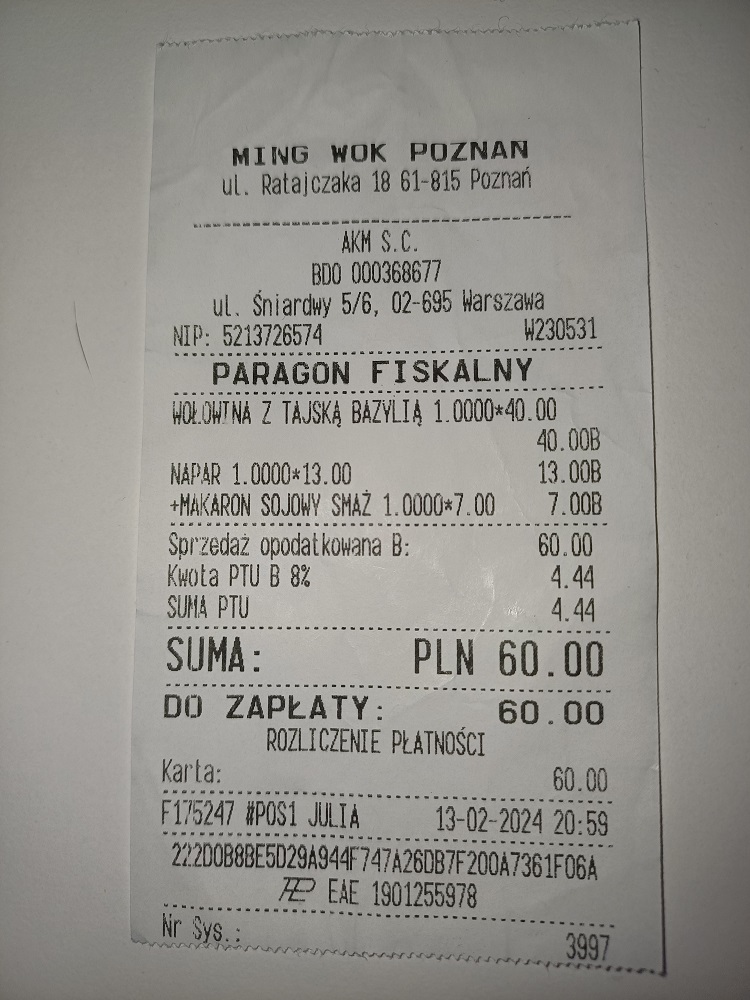 MING WOK POZNAŃ
ul. Ratajczaka 18 61-815 Poznań
AKM S.C.
BDO 000368677
ul. Śniardwy 5/6, 02-695 Warszawa
NIP: 5213726574 W230531
PARAGON FISKALNY
WOŁOWINA Z TAJSKĄ BAZYLIĄ 1.0000*40.00
40.00B
NAPAR 1.0000*13.00 13.00B
+MAKARON SOJOWY SMAŻ 1.0000*7.00 7.00B
Sprzedaż opodatkowana B: 60.00
Kwota PTU B 8% 4.44
SUMA PTU 4.44
SUMA: PLN 60.00
DO ZAPŁATY: 60.00
ROZLICZENIE PŁATNOŚCI
Karta: 60.00
F175247 #POS1 JULIA 13-02-2024 20:59
222D0B8BE5D29A944F747A26DB7F200A7361F06A
EAE 1901255978
Nr Sys.: 3997